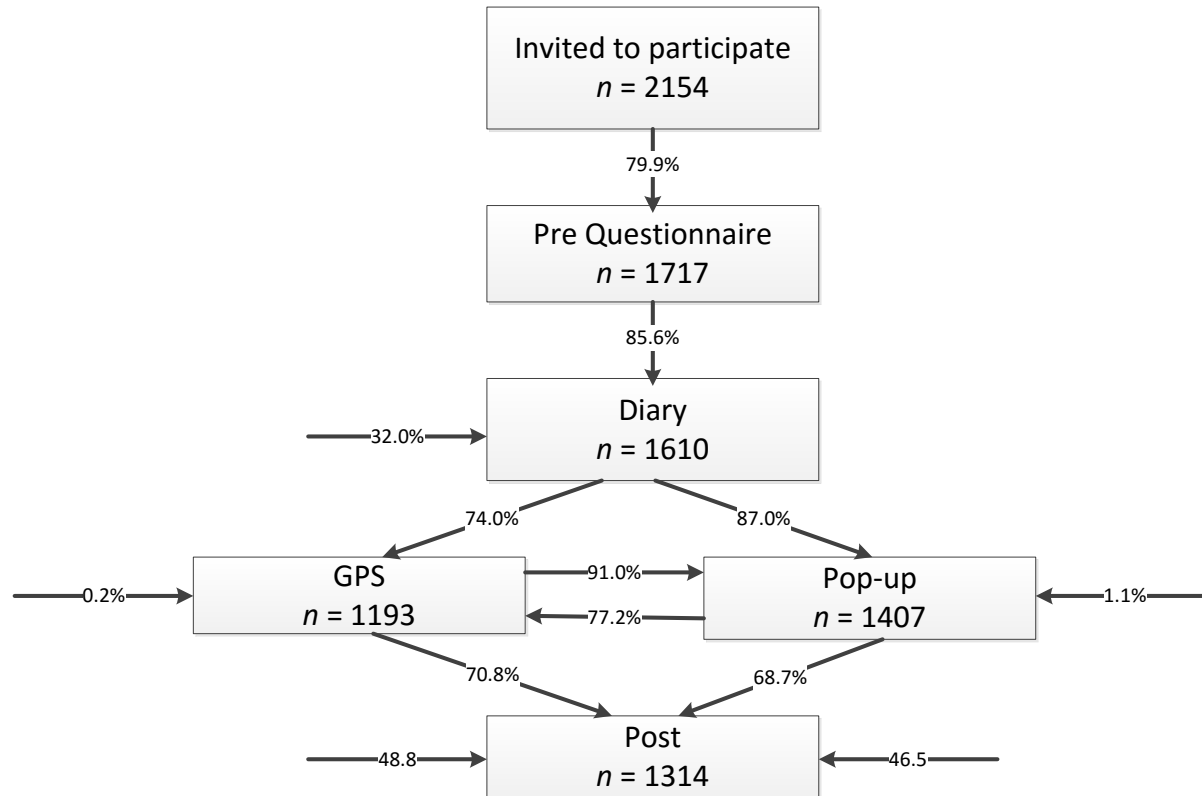 Invited to participate
n = 2154
79.9%
Pre Questionnaire
n = 1717
85.6%
Diary
n = 1610
32.0%
74.0%
87.0%
GPS
n = 1193
91.0%
77.2%
Pop-up
n = 1407
0.2%
1.1%
70.8%
68.7%
Post
n = 1314
48.8
46.5